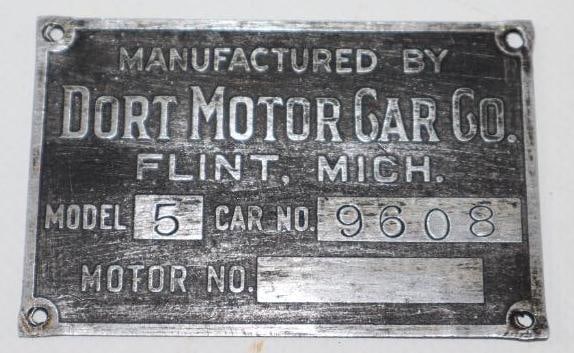 MANUFACTURED BY
DORT MOTOR CAR CO.
FLINT, MICH.
MODEL 5 CAR NO. 9608
MOTOR NO.